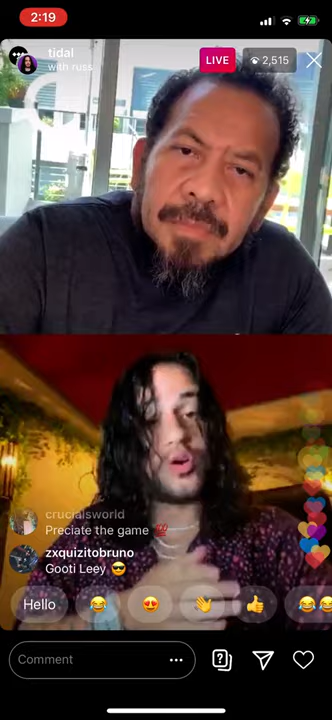 2:19
tidal
with russ
LIVE
2,515
crucialsworld
Preciate the game 💯
zxquizitobruno
Gooti Leey 😎
Hello 😂 😍 👋 👍 😂😂
Comment